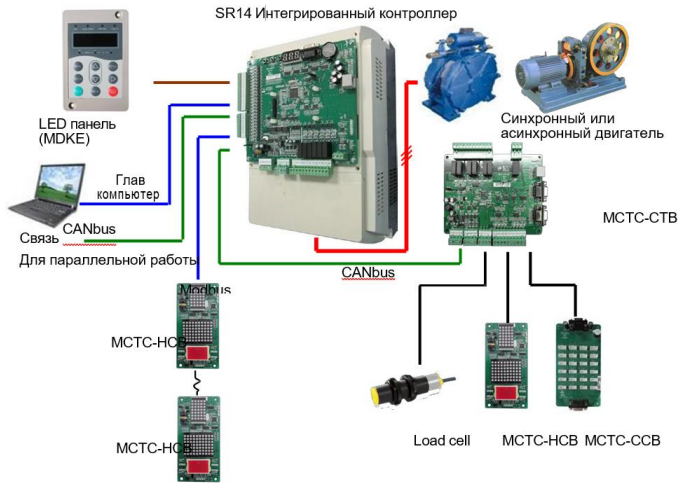 SR14 Интегрированный контроллер
LED панель
(MDKE)
Синхронный или
асинхронный двигатель
Глав
компьютер
MCTC-CTB
CANbus
Связь
Для параллельной работы
CANbus
Modbus
MCTC-HCB
MCTC-HCB
Load cell
MCTC-HCB
MCTC-CCB